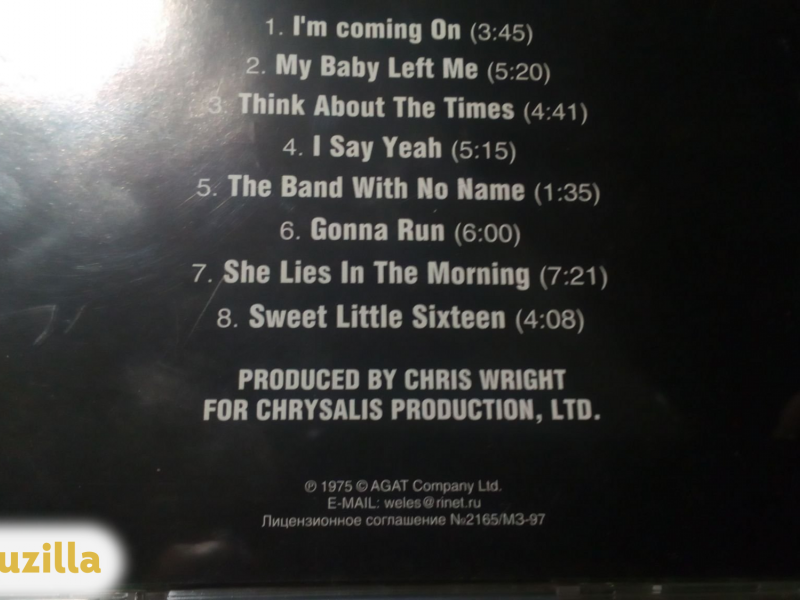 1. I'm coming On (3:45)
2. My Baby Left Me (5:20)
3. Think About The Times (4:41)
4. I Say Yeah (5:15)
5. The Band With No Name (1:35)
6. Gonna Run (6:00)
7. She Lies In The Morning (7:21)
8. Sweet Little Sixteen (4:08)
PRODUCED BY CHRIS WRIGHT
FOR CHRYSALIS PRODUCTION, LTD.
℗ 1975 © AGAT Company Ltd.
E-MAIL: weles@rinet.ru
Лицензионное соглашение №2165/МЗ-97
uzilla